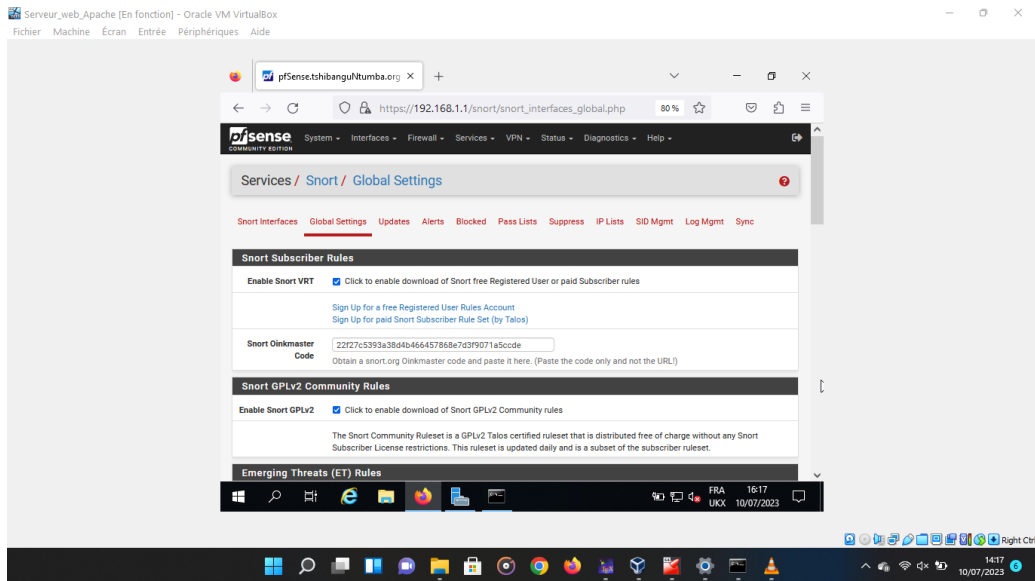 Serveur_web_Apache [En fonction] - Oracle VM VirtualBox
Fichier Machine Écran Entrée Périphériques Aide
pfSense.tshibanguNtumba.org
https://192.168.1.1/snort/snort_interfaces_global.php 80 %
pfsense System Interfaces Firewall Services VPN Status Diagnostics Help
COMMUNITY EDITION
Services / Snort / Global Settings
Snort Interfaces Global Settings Updates Alerts Blocked Pass Lists Suppress IP Lists SID Mgmt Log Mgmt Sync
Snort Subscriber Rules
Enable Snort VRT Click to enable download of Snort free Registered User or paid Subscriber rules
Sign Up for a free Registered User Rules Account
Sign Up for paid Snort Subscriber Rule Set (by Talos)
Snort Oinkmaster Code 22f27c5393a38d4b466457868e7d3f9071a5ccde
Obtain a snort.org Oinkmaster code and paste it here. (Paste the code only and not the URL!)
Snort GPLv2 Community Rules
Enable Snort GPLv2 Click to enable download of Snort GPLv2 Community rules
The Snort Community Ruleset is a GPLv2 Talos certified ruleset that is distributed free of charge without any Snort
Subscriber License restrictions. This ruleset is updated daily and is a subset of the subscriber ruleset.
Emerging Threats (ET) Rules
FRA 16:17
UKX 10/07/2023
Right Ctrl
14:17
10/07/2023 6